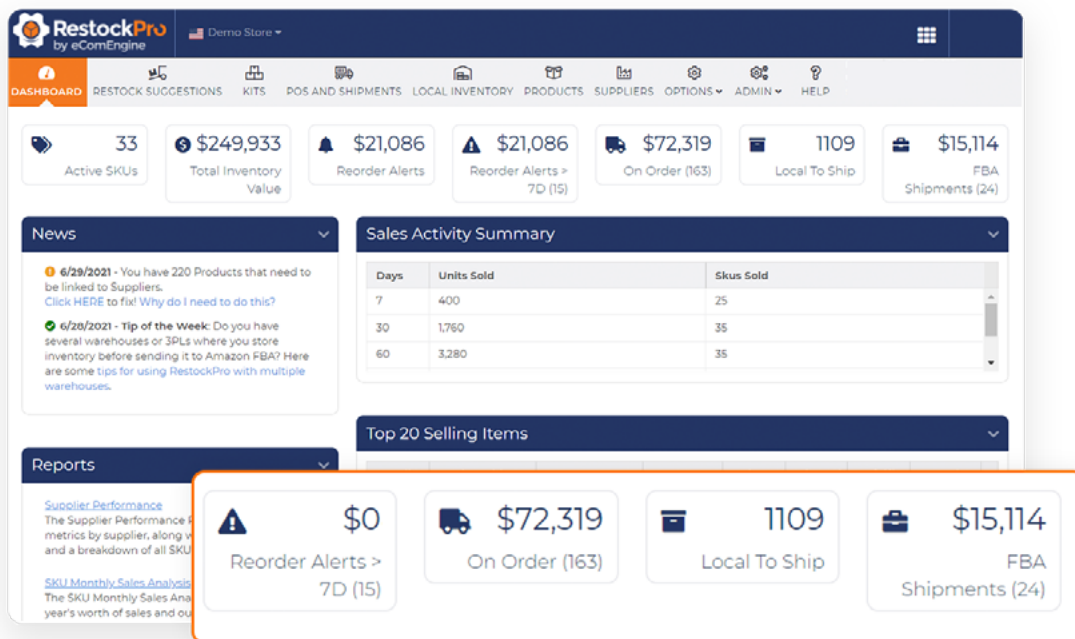 RestockPro
by eComEngine
Demo Store
DASHBOARD
RESTOCK SUGGESTIONS
KITS
POS AND SHIPMENTS
LOCAL INVENTORY
PRODUCTS
SUPPLIERS
OPTIONS
ADMIN
HELP
33
Active SKUs
$249,933
Total Inventory
Value
$21,086
Reorder Alerts
$21,086
Reorder Alerts >
7D (15)
$72,319
On Order (163)
1109
Local To Ship
$15,114
FBA
Shipments (24)
News
6/29/2021 - You have 220 Products that need to
be linked to Suppliers.
Click HERE to fix! Why do I need to do this?
6/28/2021 - Tip of the Week: Do you have
several warehouses or 3PLs where you store
inventory before sending it to Amazon FBA? Here
are some tips for using RestockPro with multiple
warehouses.
Sales Activity Summary
Days Units Sold Skus Sold
7 400 25
30 1,760 35
60 3,280 35
Top 20 Selling Items
Reports
Supplier Performance
The Supplier Performance
metrics by supplier, along
and a breakdown of all SKU
SKU Monthly Sales Analysis
The SKU Monthly Sales Ana
year's worth of sales and ou
$0
Reorder Alerts >
7D (15)
$72,319
On Order (163)
1109
Local To Ship
$15,114
FBA
Shipments (24)